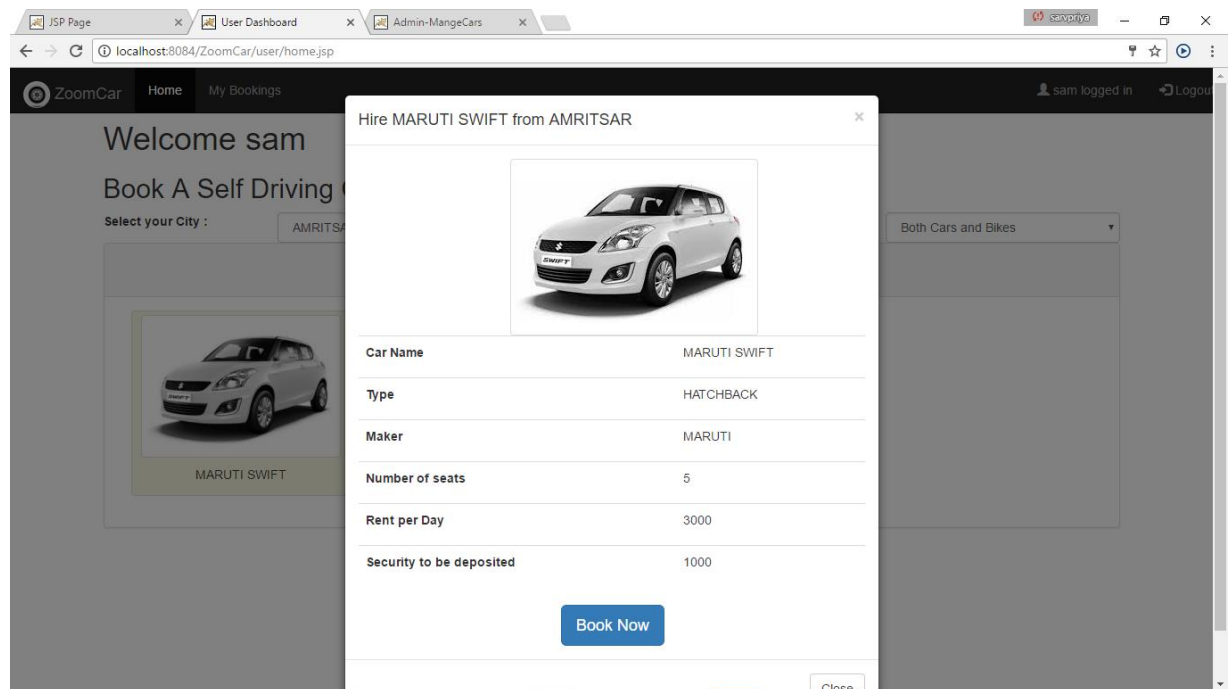 JSP Page
User Dashboard
Admin-MangeCars
sarvpriya
localhost:8084/ZoomCar/user/home.jsp
ZoomCar Home My Bookings sam logged in Logout
Hire MARUTI SWIFT from AMRITSAR
Welcome sam
Book A Self Driving
Select your City : AMRITSA
Both Cars and Bikes
SWIFT
SWIFT
MARUTI SWIFT
Car Name MARUTI SWIFT
Type HATCHBACK
Maker MARUTI
Number of seats 5
Rent per Day 3000
Security to be deposited 1000
Book Now
Close